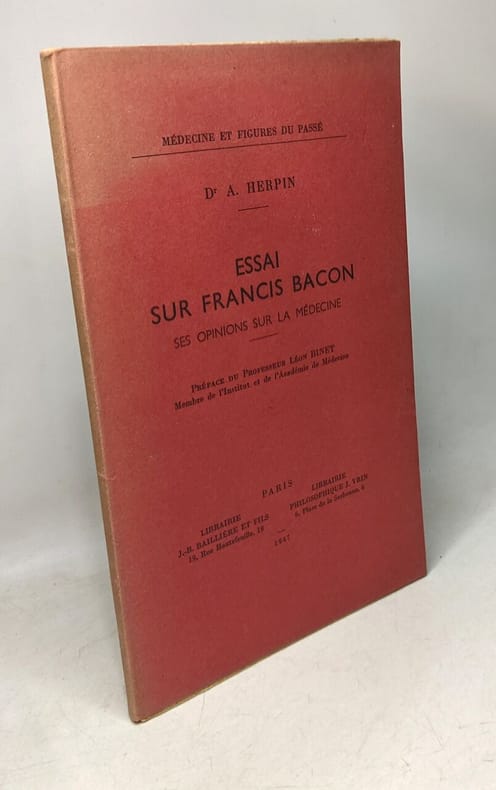 MÉDECINE ET FIGURES DU PASSÉ
Dr A. HERPIN
ESSAI
SUR FRANCIS BACON
SES OPINIONS SUR LA MÉDECINE
PRÉFACE DU PROFESSEUR LÉON BINET
Membre de l'Institut et de l'Académie de Médecine
PARIS
LIBRAIRIE
J.-B. BAILLIÈRE ET FILS
19, Rue Hautefeuille, 19
LIBRAIRIE
PHILOSOPHIQUE J. VRIN
6, Place de la Sorbonne, 6
1947